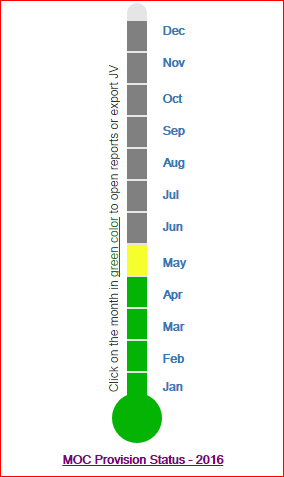 Dec
Nov
Oct
Sep
Aug
Jul
Jun
May
Apr
Mar
Feb
Jan
Click on the month in green color to open reports or export JV
MOC Provision Status - 2016